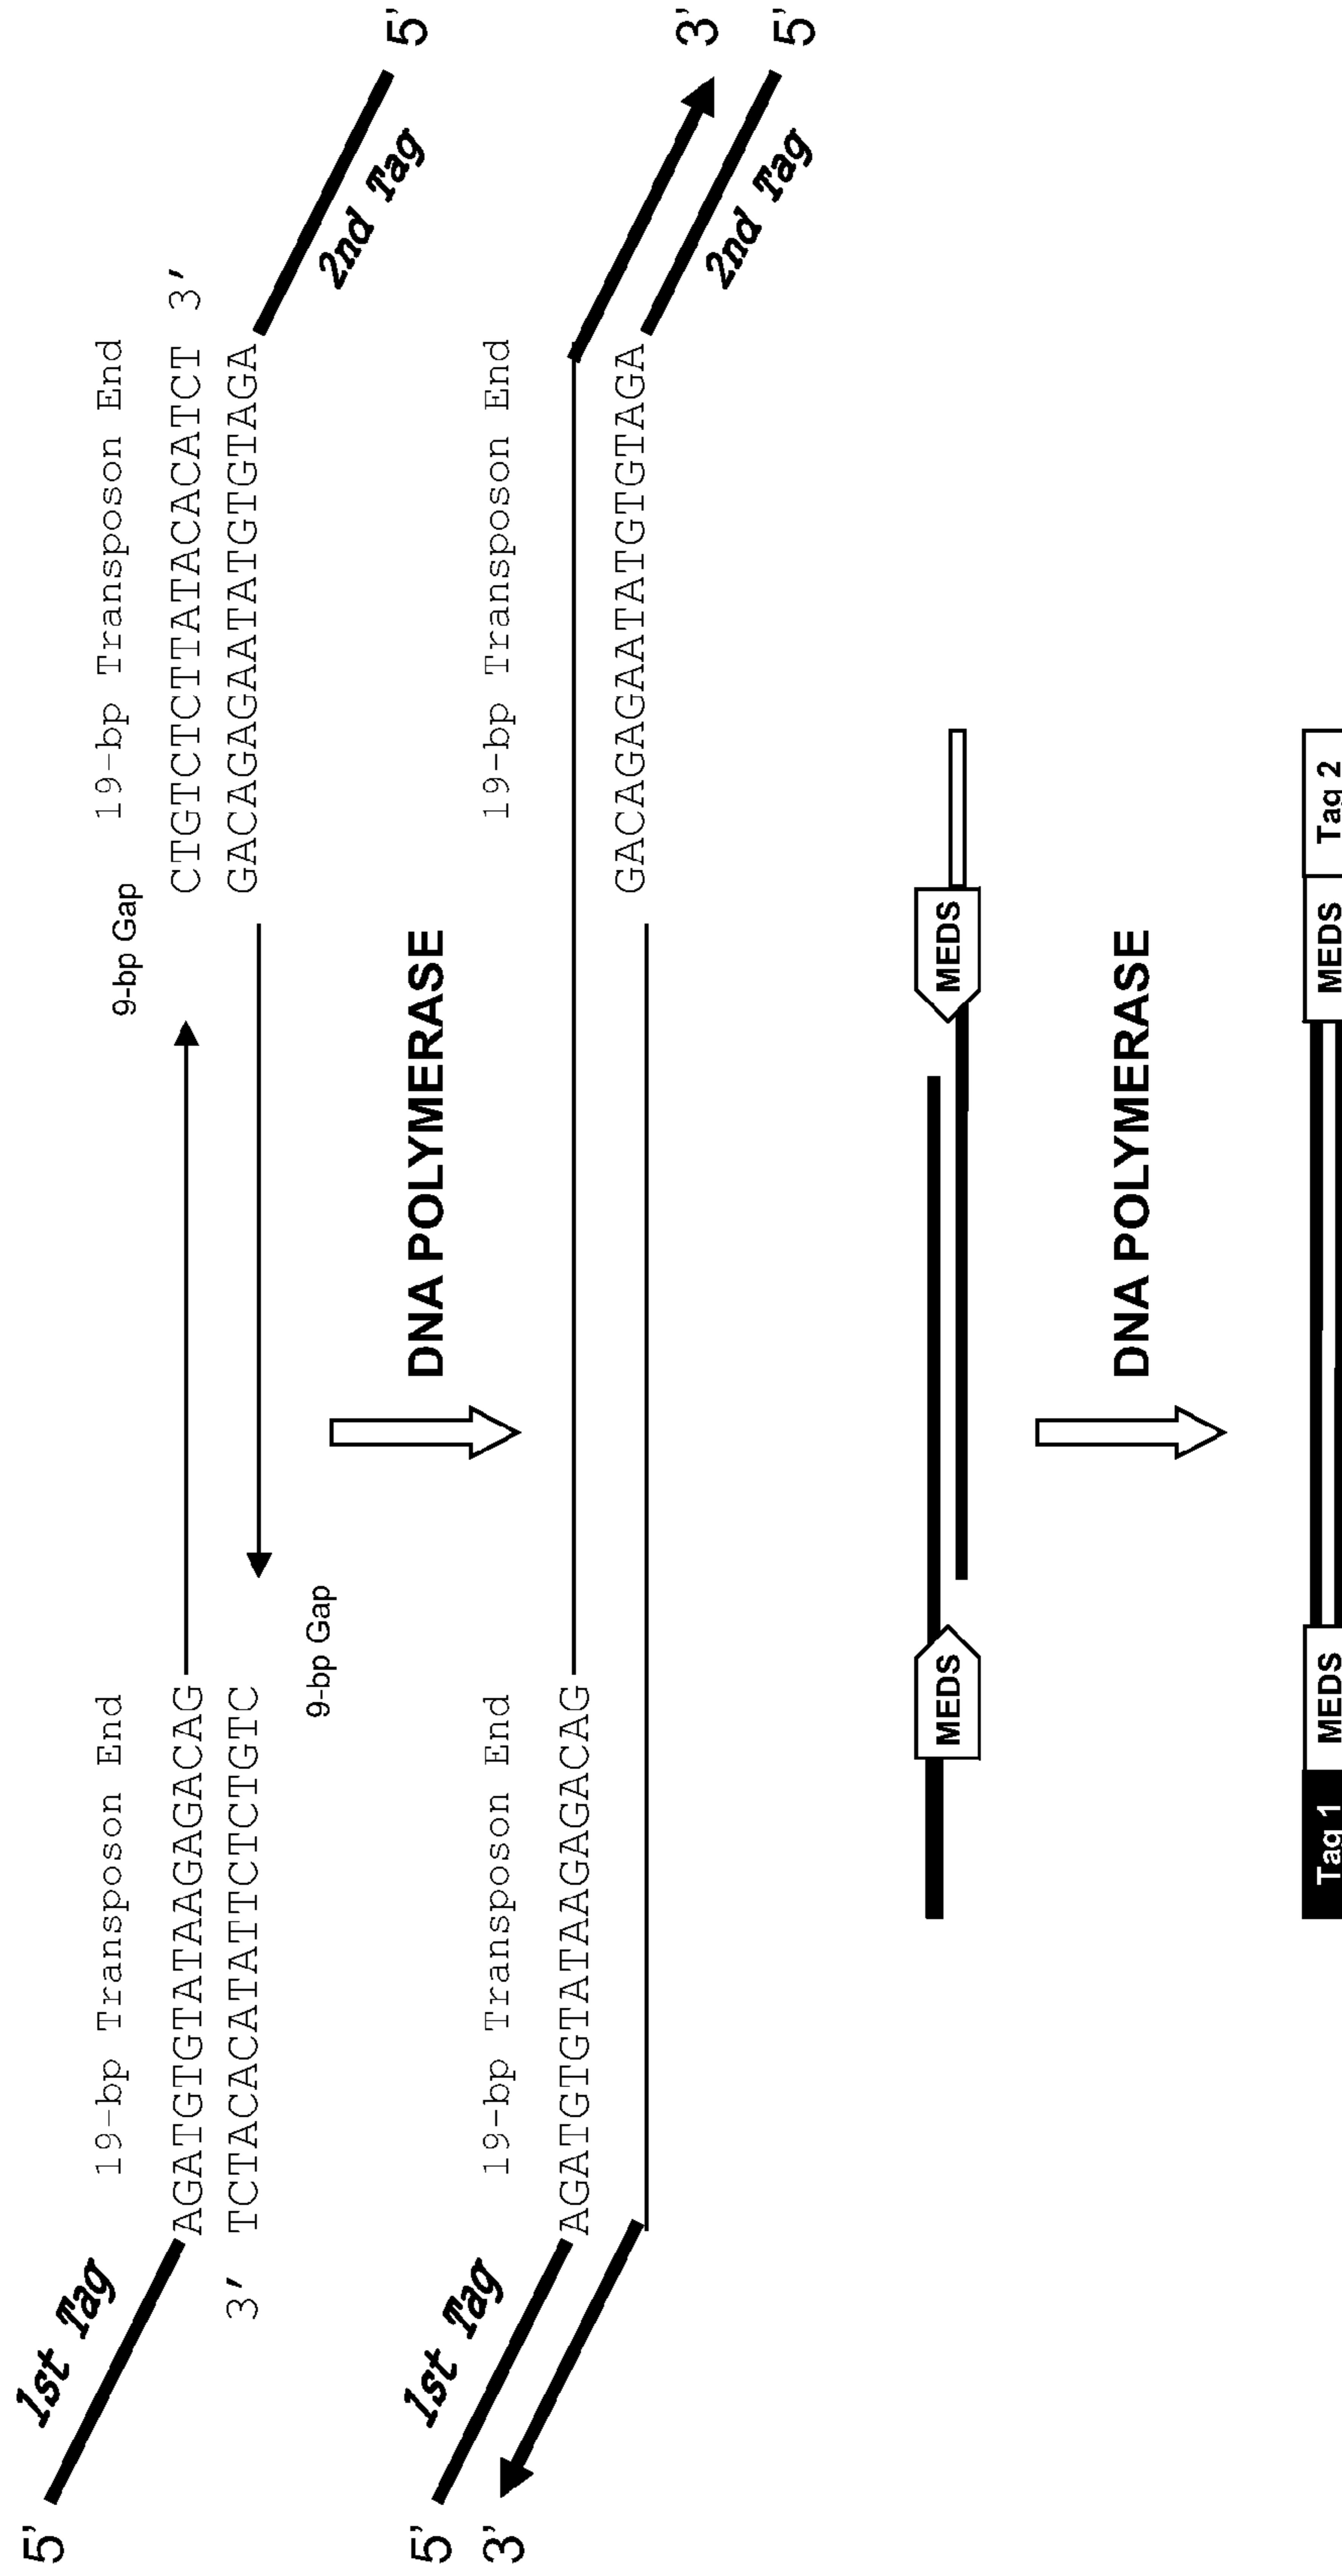 5' 1st Tag
19-bp Transposon End
9-bp Gap
19-bp Transposon End
AGATGTGTATAAGAGACAG
CTGTCTCTTATACACATCT 3'
3' TCTACACATATTCTCTGTC
GACAGAGAATATGTGTAGA
9-bp Gap
2nd Tag 5'
DNA POLYMERASE
5' 1st Tag
3'
19-bp Transposon End
19-bp Transposon End
AGATGTGTATAAGAGACAG
GACAGAGAATATGTGTAGA
3'
2nd Tag 5'
MEDS
MEDS
DNA POLYMERASE
Tag 1 MEDS MEDS Tag 2